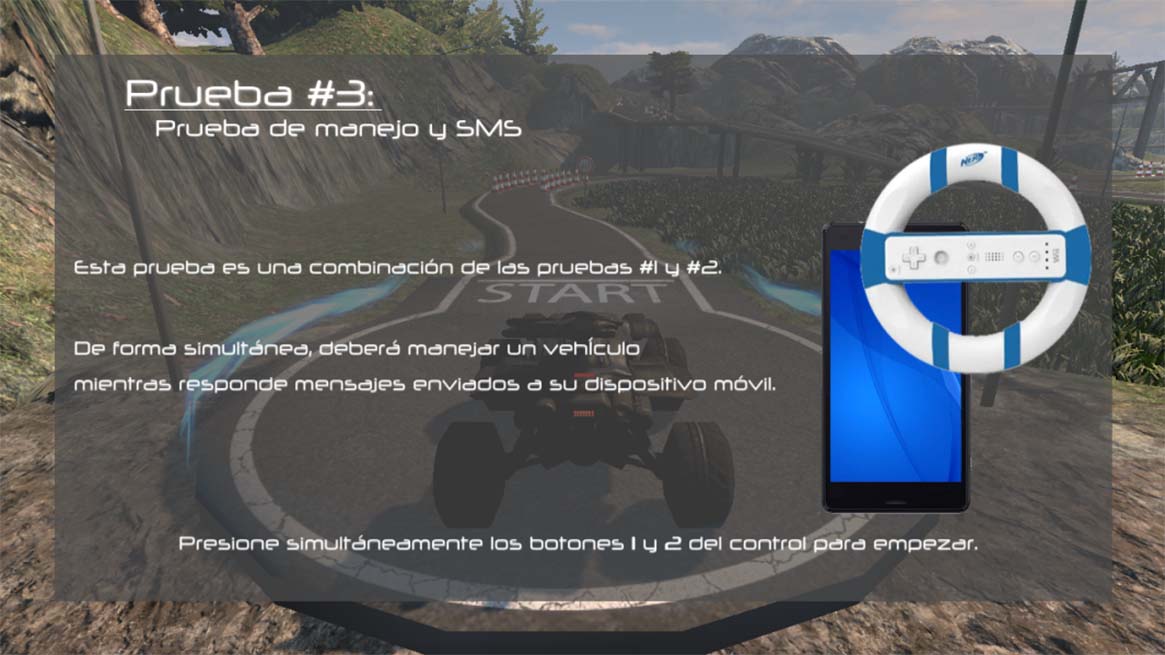 Prueba #3:
Prueba de manejo y SMS
NERF
Wii
Esta prueba es una combinación de las pruebas #1 y #2.
START
De forma simultánea, deberá manejar un vehículo
mientras responde mensajes enviados a su dispositivo móvil.
Presione simultáneamente los botones 1 y 2 del control para empezar.